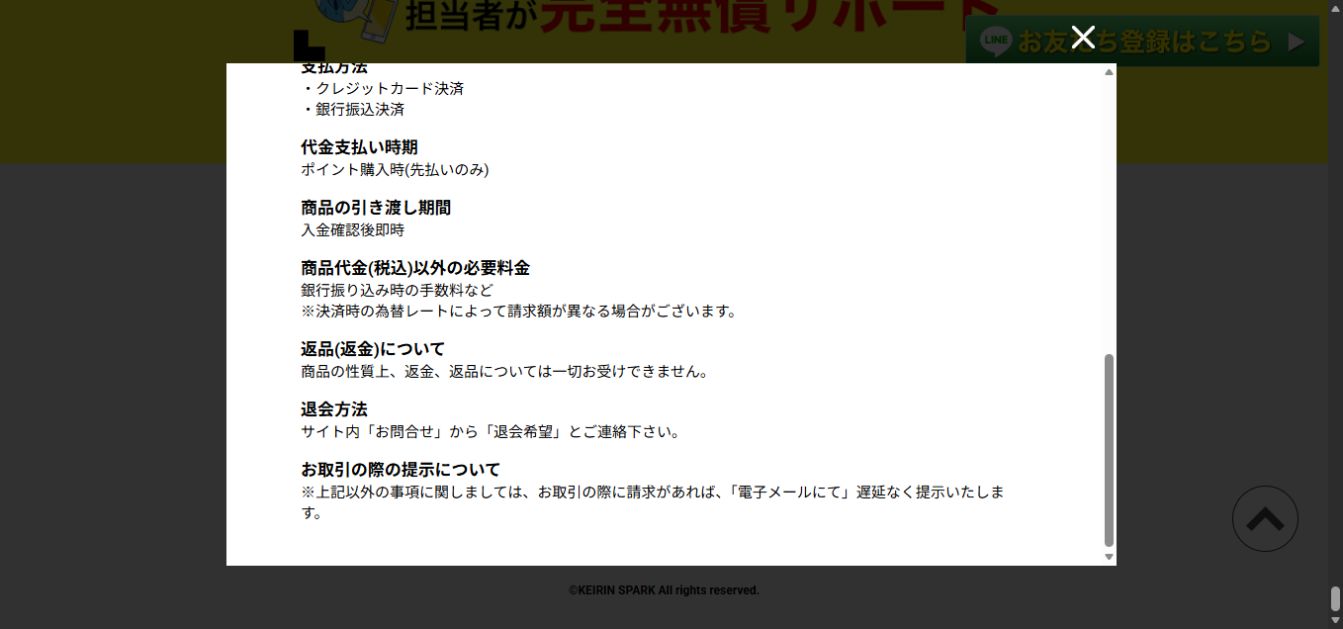 担当者が完全無償サポート
LINE お友だち登録はこちら
支払方法
・クレジットカード決済
・銀行振込決済
代金支払い時期
ポイント購入時(先払いのみ)
商品の引き渡し期間
入金確認後即時
商品代金(税込)以外の必要料金
銀行振り込み時の手数料など
※決済時の為替レートによって請求額が異なる場合がございます。
返品(返金)について
商品の性質上、返金、返品については一切お受けできません。
退会方法
サイト内「お問合せ」から「退会希望」とご連絡下さい。
お取引の際の提示について
※上記以外の事項に関しましては、お取引の際に請求があれば、「電子メールにて」遅延なく提示いたしま
す。
©KEIRIN SPARK All rights reserved.